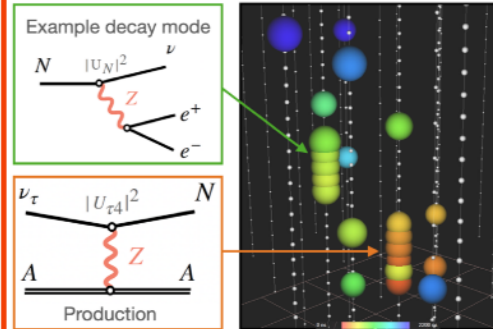 Example decay mode
N
|U_N|²
ν
Z
e⁺
e⁻
ν_τ
|U_τ4|²
N
Z
A
A
Production